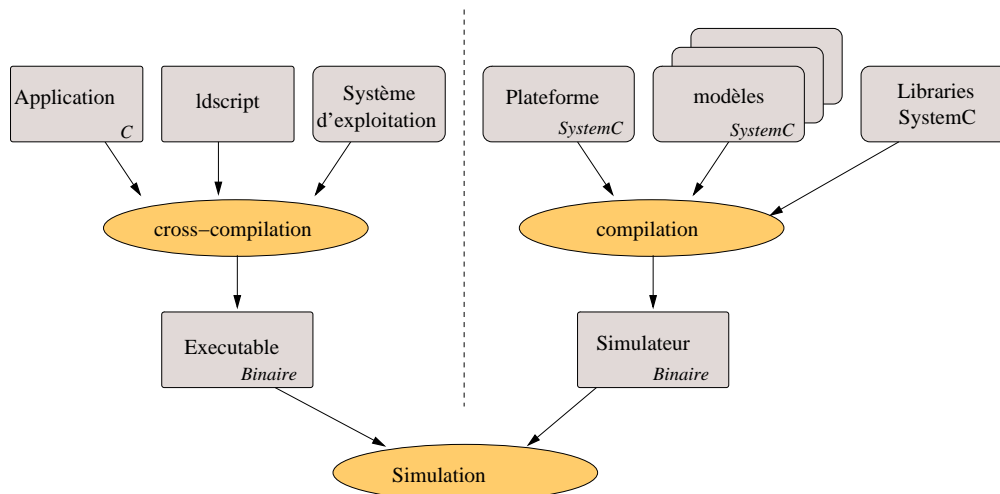 Application
C
ldscript
Système
d'exploitation
Plateforme
SystemC
modèles
SystemC
Libraries
SystemC
cross−compilation
compilation
Executable
Binaire
Simulateur
Binaire
Simulation